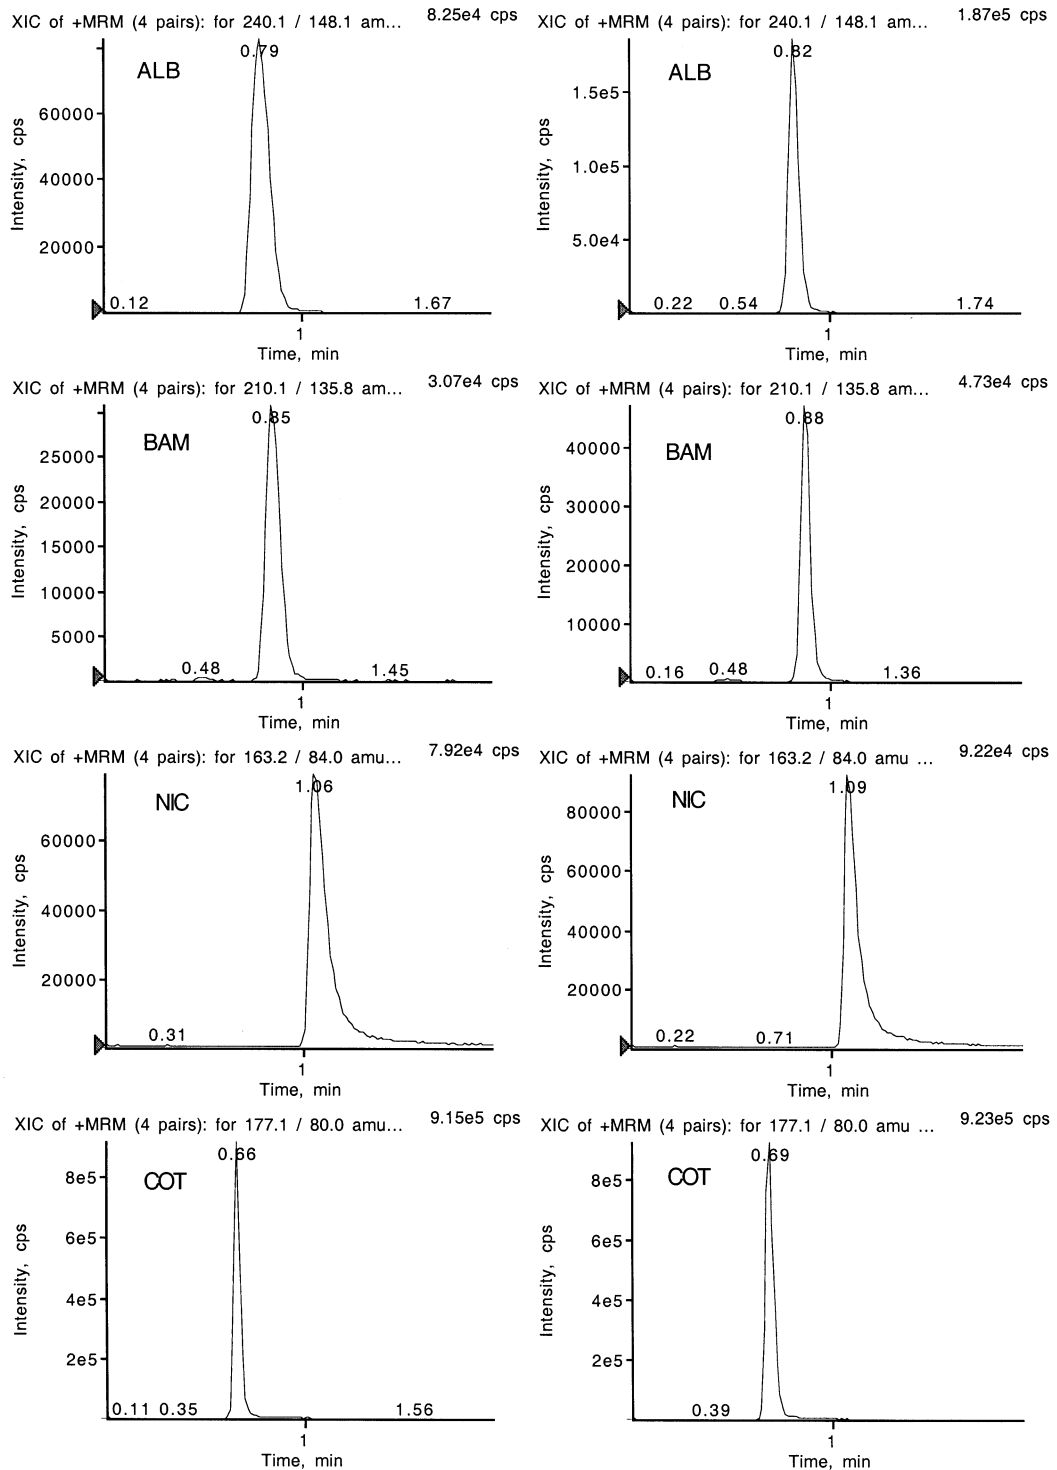 XIC of +MRM (4 pairs): for 240.1 / 148.1 am... 8.25e4 cps
0.79
ALB
60000
40000
20000
Intensity, cps
0.12 1.67
1
Time, min
XIC of +MRM (4 pairs): for 240.1 / 148.1 am... 1.87e5 cps
0.82
ALB
1.5e5
1.0e5
5.0e4
Intensity, cps
0.22 0.54 1.74
1
Time, min
XIC of +MRM (4 pairs): for 210.1 / 135.8 am... 3.07e4 cps
0.85
BAM
25000
20000
15000
10000
5000
Intensity, cps
0.48 1.45
1
Time, min
XIC of +MRM (4 pairs): for 210.1 / 135.8 am... 4.73e4 cps
0.88
BAM
40000
30000
20000
10000
Intensity, cps
0.16 0.48 1.36
1
Time, min
XIC of +MRM (4 pairs): for 163.2 / 84.0 amu... 7.92e4 cps
1.06
NIC
60000
40000
20000
Intensity, cps
0.31
1
Time, min
XIC of +MRM (4 pairs): for 163.2 / 84.0 amu ... 9.22e4 cps
1.09
NIC
80000
60000
40000
20000
Intensity, cps
0.22 0.71
1
Time, min
XIC of +MRM (4 pairs): for 177.1 / 80.0 amu... 9.15e5 cps
0.66
COT
8e5
6e5
4e5
2e5
Intensity, cps
0.11 0.35 1.56
1
Time, min
XIC of +MRM (4 pairs): for 177.1 / 80.0 amu ... 9.23e5 cps
0.69
COT
8e5
6e5
4e5
2e5
Intensity, cps
0.39
1
Time, min